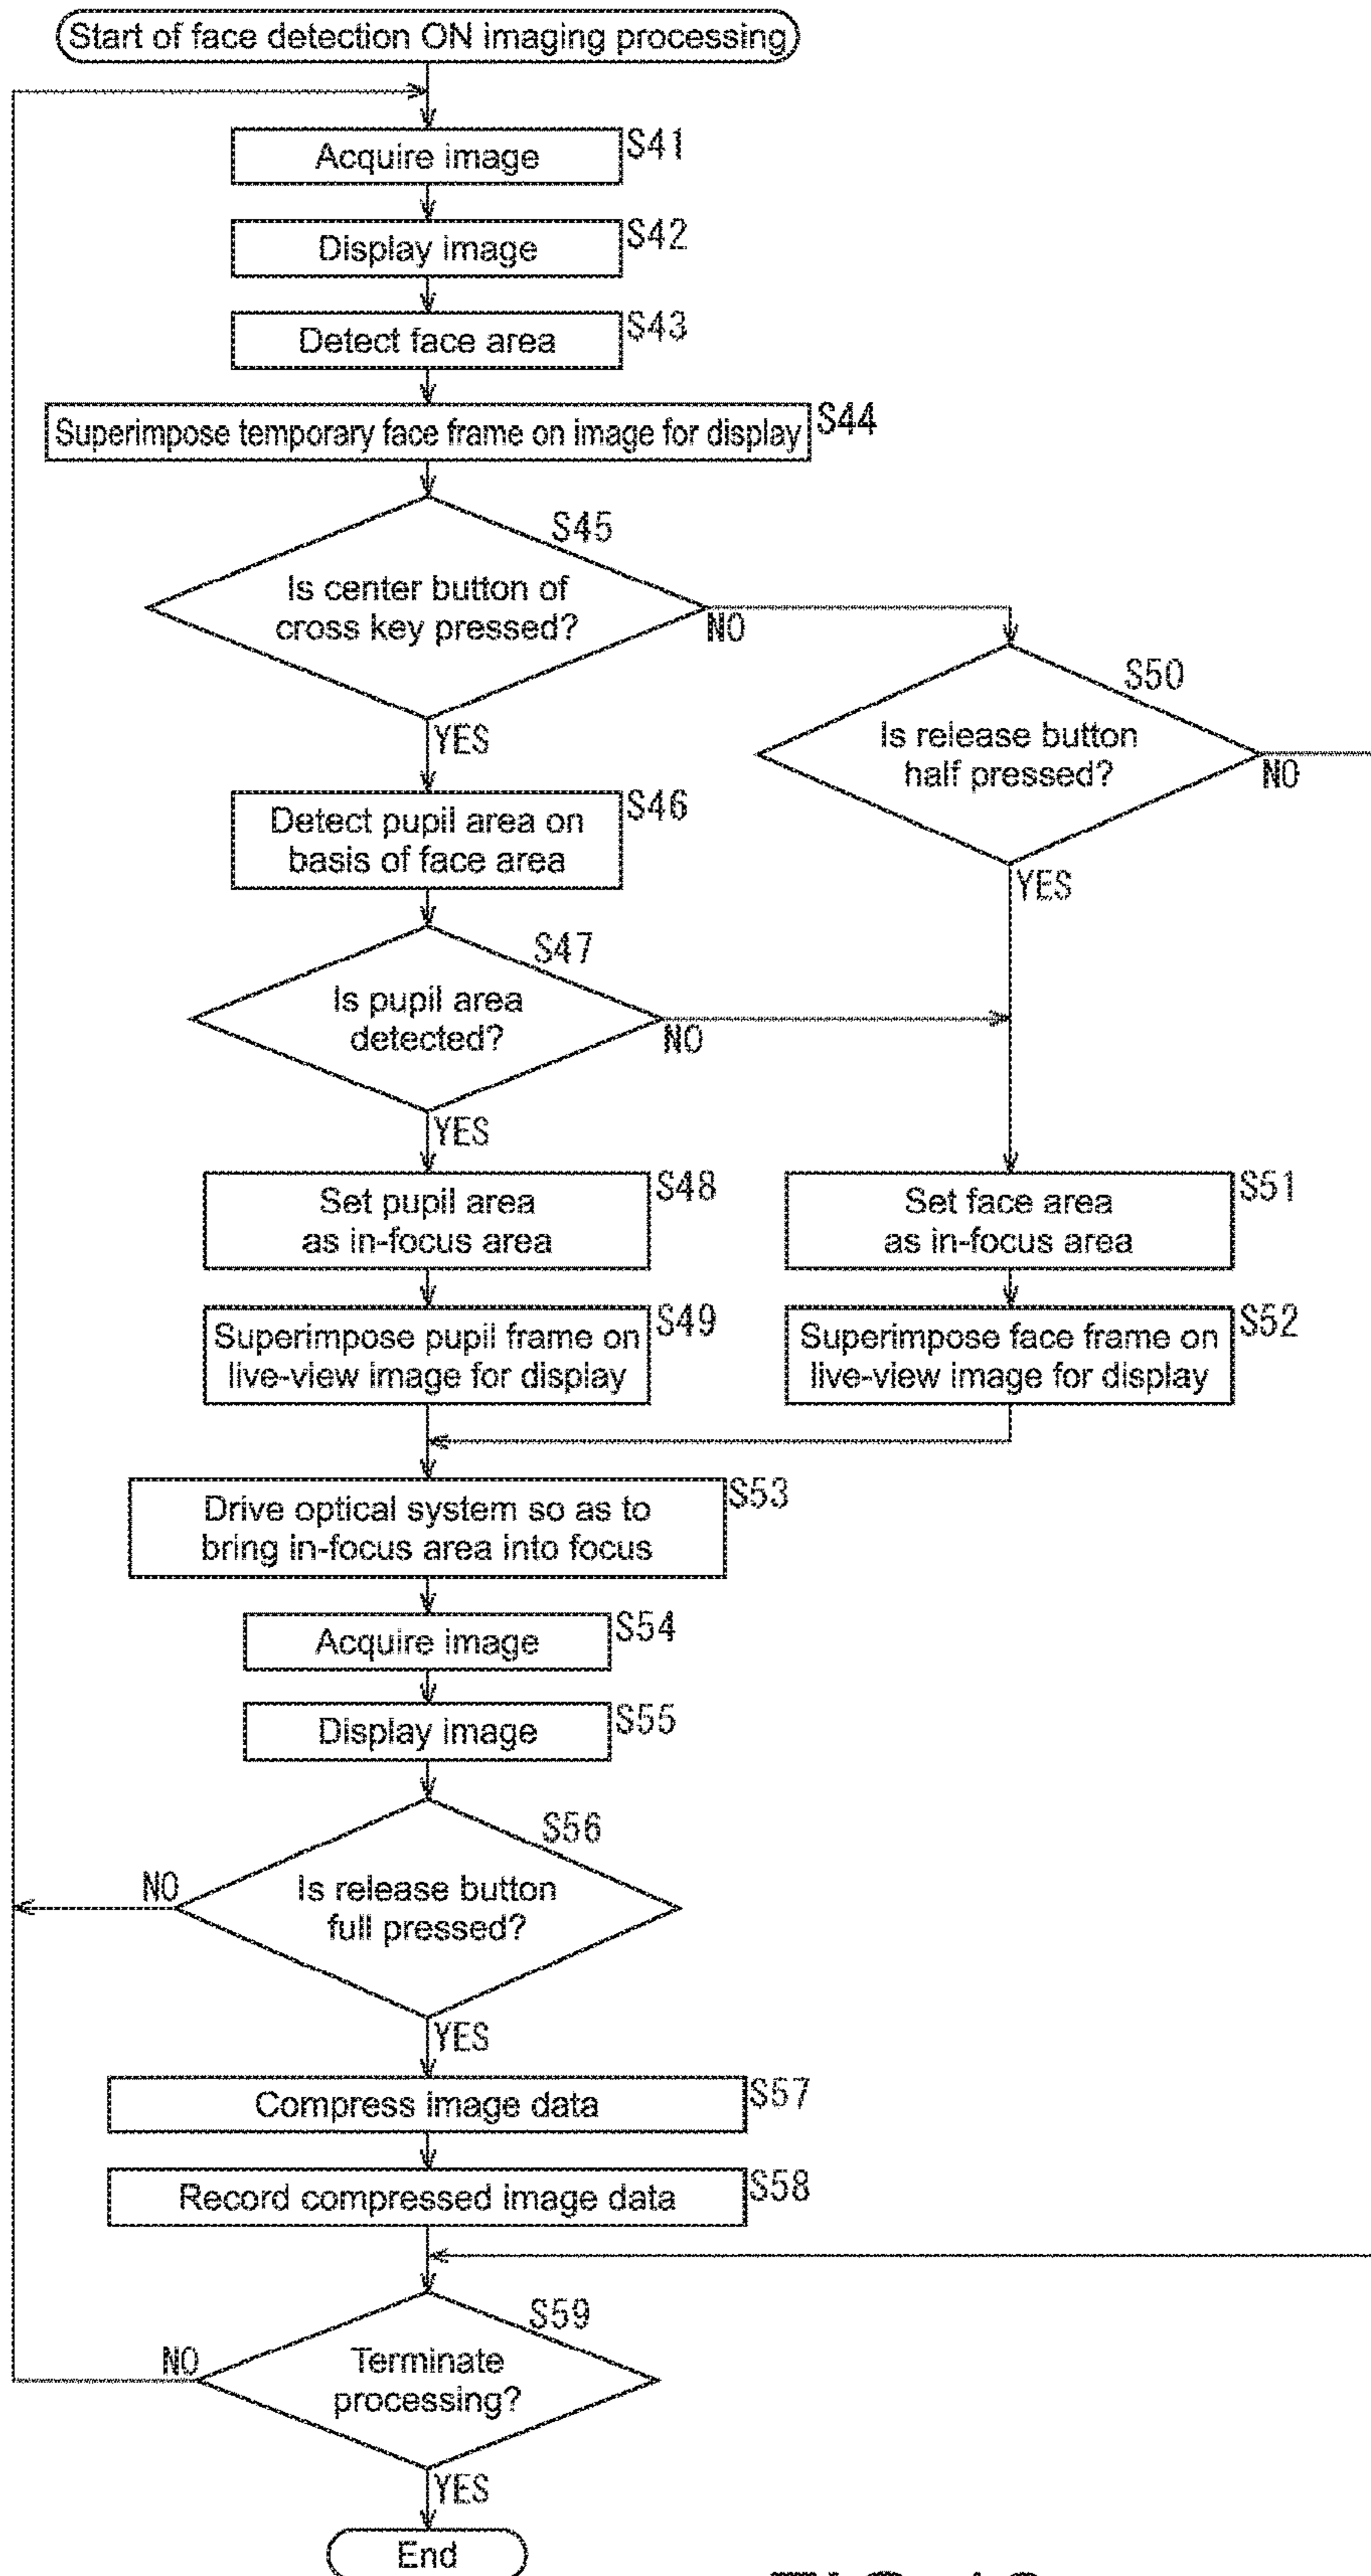 Start of face detection ON imaging processing
Acquire image
S41
Display image
S42
Detect face area
S43
Superimpose temporary face frame on image for display
S44
S45
Is center button of
cross key pressed?
NO
YES
S50
Is release button
half pressed?
NO
YES
Detect pupil area on
basis of face area
S46
S47
Is pupil area
detected?
NO
YES
Set pupil area
as in-focus area
S48
Set face area
as in-focus area
S51
Superimpose pupil frame on
live-view image for display
S49
Superimpose face frame on
live-view image for display
S52
Drive optical system so as to
bring in-focus area into focus
S53
Acquire image
S54
Display image
S55
S56
Is release button
full pressed?
NO
YES
Compress image data
S57
Record compressed image data
S58
S59
Terminate
processing?
NO
YES
End